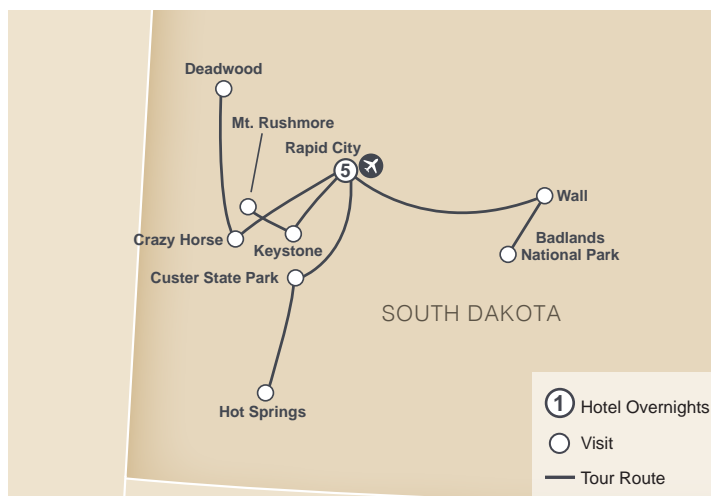 Deadwood
Mt. Rushmore
Rapid City
5
Wall
Crazy Horse
Keystone
Badlands
National Park
Custer State Park
SOUTH DAKOTA
Hot Springs
1 Hotel Overnights
Visit
Tour Route